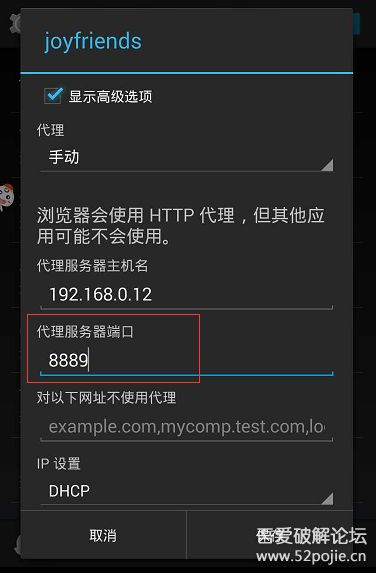 joyfriends
显示高级选项
代理
手动
浏览器会使用 HTTP 代理，但其他应
用可能不会使用。
代理服务器主机名
192.168.0.12
代理服务器端口
8889
对以下网址不使用代理
example.com,mycomp.test.com,lo
IP 设置
DHCP
取消
吾爱破解论坛
www.52pojie.cn